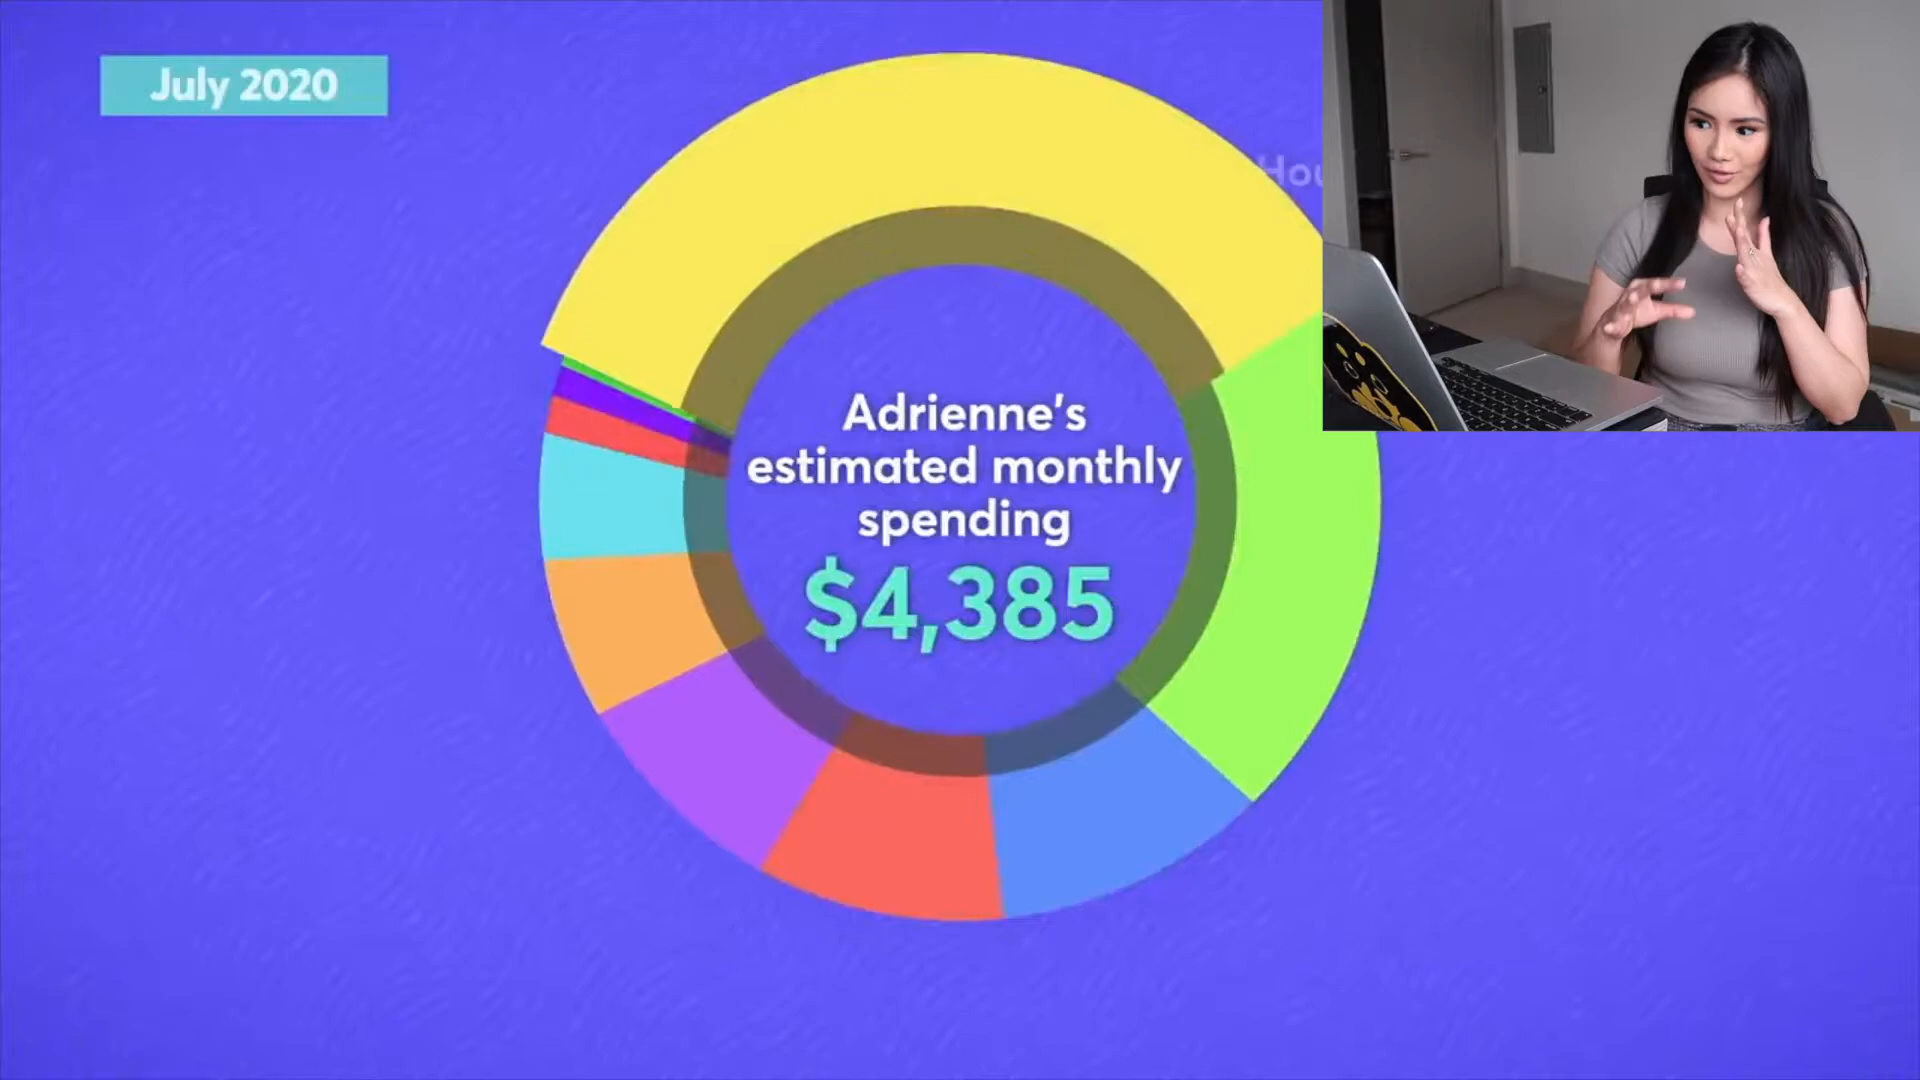 July 2020
Adrienne's
estimated monthly
spending
$4,385